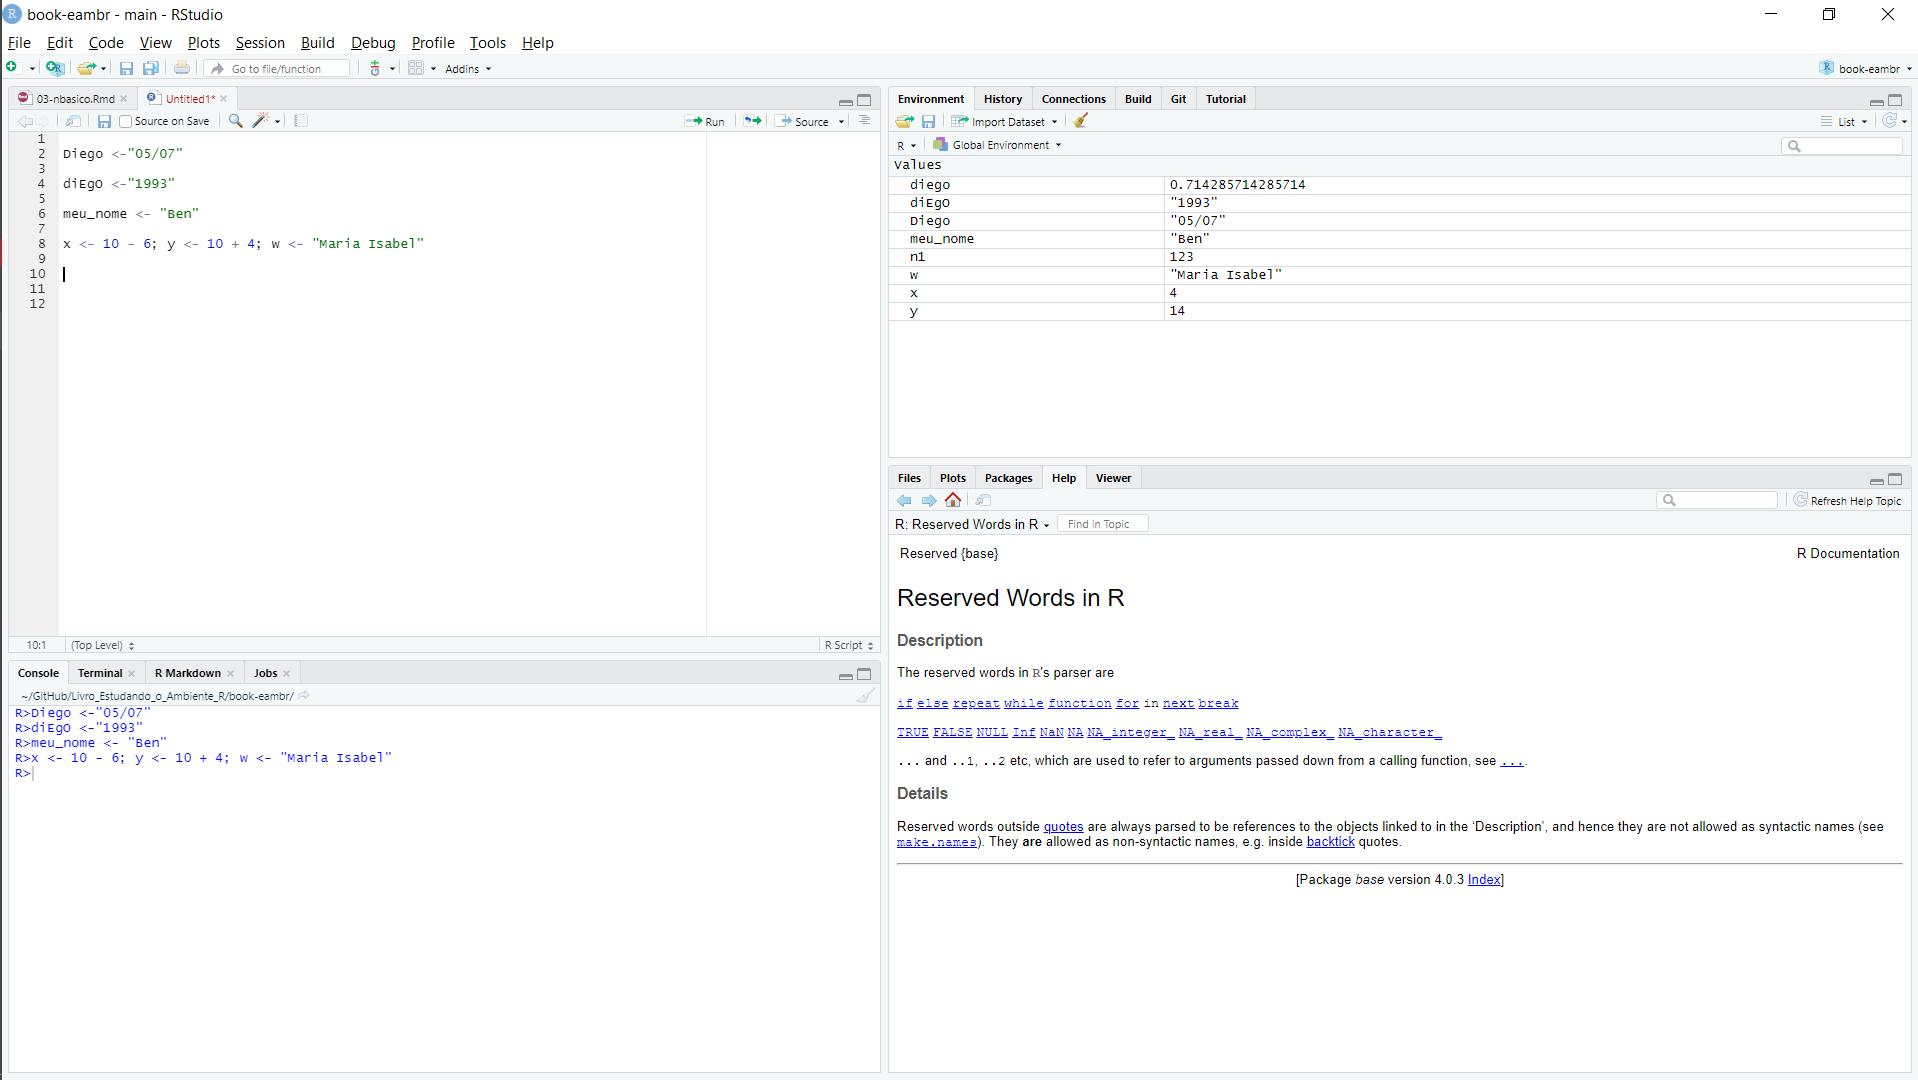 book-eambr - main - RStudio
File Edit Code View Plots Session Build Debug Profile Tools Help
Go to file/function Addins book-eambr
03-nbasico.Rmd Untitled1*
Source on Save Run Source
1
2 Diego <-"05/07"
3
4 diEgO <-"1993"
5
6 meu_nome <- "Ben"
7
8 x <- 10 - 6; y <- 10 + 4; w <- "Maria Isabel"
9
10
11
12
10:1 (Top Level) R Script
Console Terminal R Markdown Jobs
~/GitHub/Livro_Estudando_o_Ambiente_R/book-eambr/
R>Diego <-"05/07"
R>diEgO <-"1993"
R>meu_nome <- "Ben"
R>x <- 10 - 6; y <- 10 + 4; w <- "Maria Isabel"
R>
Environment History Connections Build Git Tutorial
Import Dataset List
R Global Environment
Values
diego 0.714285714285714
diEgO "1993"
Diego "05/07"
meu_nome "Ben"
n1 123
w "Maria Isabel"
x 4
y 14
Files Plots Packages Help Viewer
Refresh Help Topic
R: Reserved Words in R Find in Topic
Reserved {base} R Documentation
Reserved Words in R
Description
The reserved words in R's parser are
if else repeat while function for in next break
TRUE FALSE NULL Inf NaN NA NA_integer_ NA_real_ NA_complex_ NA_character_
... and ..1, ..2 etc, which are used to refer to arguments passed down from a calling function, see ....
Details
Reserved words outside quotes are always parsed to be references to the objects linked to in the ‘Description’, and hence they are not allowed as syntactic names (see
make.names). They are allowed as non-syntactic names, e.g. inside backtick quotes.
[Package base version 4.0.3 Index]